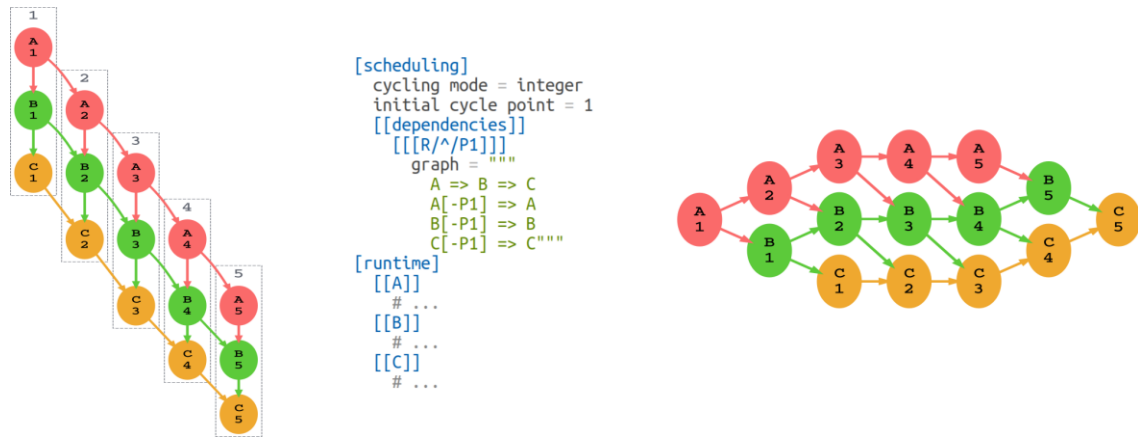 1
A
1
B
1
C
1
2
A
2
B
2
C
2
3
A
3
B
3
C
3
4
A
4
B
4
C
4
5
A
5
B
5
C
5
[scheduling]
cycling mode = integer
initial cycle point = 1
[[dependencies]]
[[[R/^/P1]]]
graph = """
A => B => C
A[-P1] => A
B[-P1] => B
C[-P1] => C"""
[runtime]
[[A]]
# ...
[[B]]
# ...
[[C]]
# ...
A
1
A
2
B
1
A
3
B
2
C
1
A
4
B
3
C
2
A
5
B
4
C
3
B
5
C
4
C
5